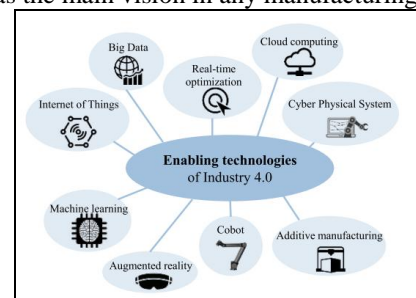 as the main vision in any manufacturing
Big Data
Cloud computing
Real-time
optimization
Internet of Things
Cyber Physical System
Enabling technologies
of Industry 4.0
Machine learning
Cobot
Additive manufacturing
Augmented reality